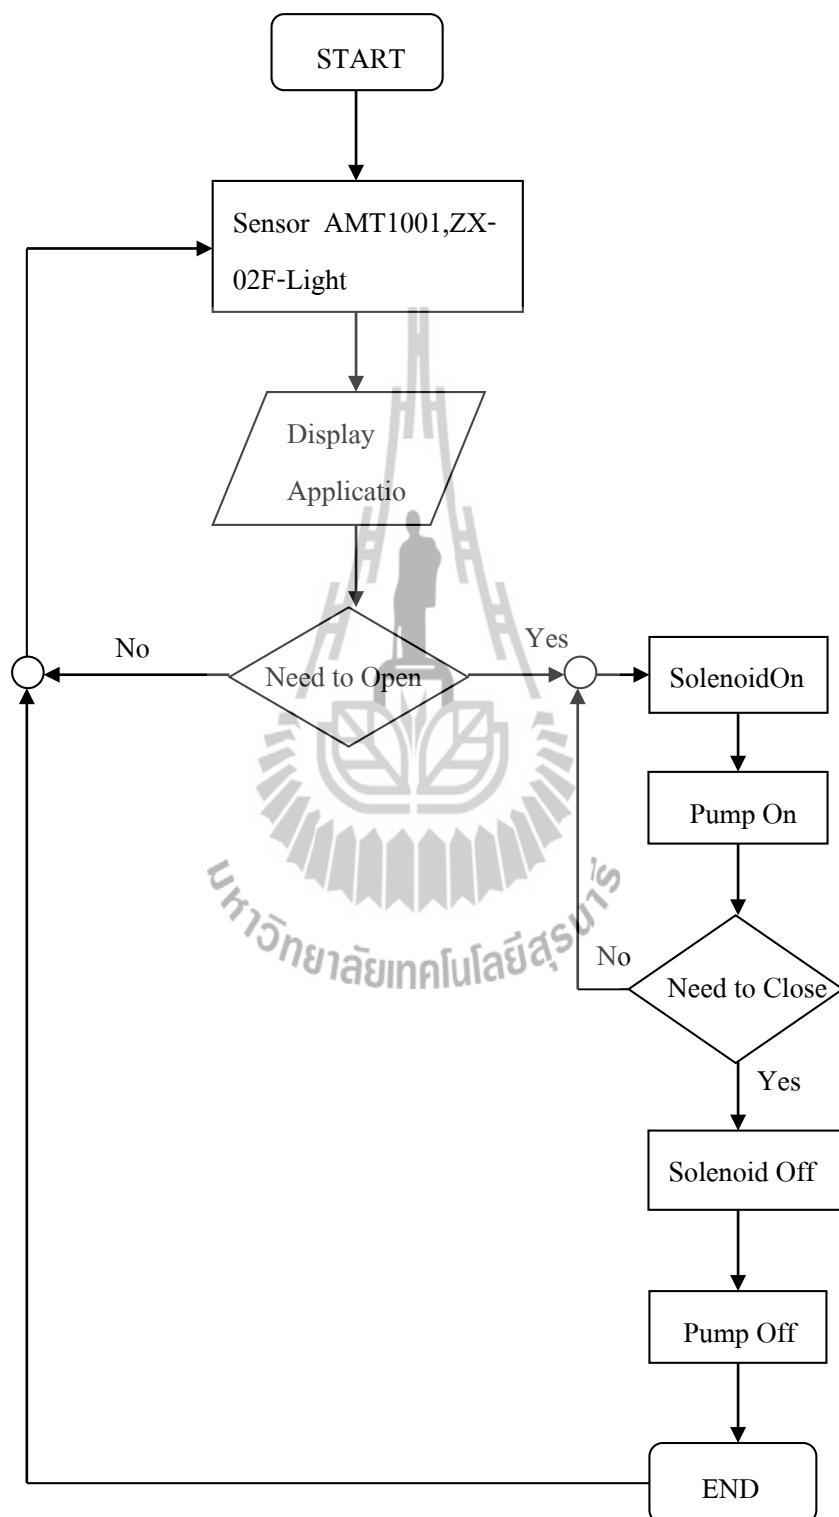 START
Sensor AMT1001,ZX-
02F-Light
Display
Applicatio
No
Need to Open
Yes
SolenoidOn
Pump On
No
Need to Close
Yes
Solenoid Off
Pump Off
END
มหาวิทยาลัยเทคโนโลยีสุรนารี